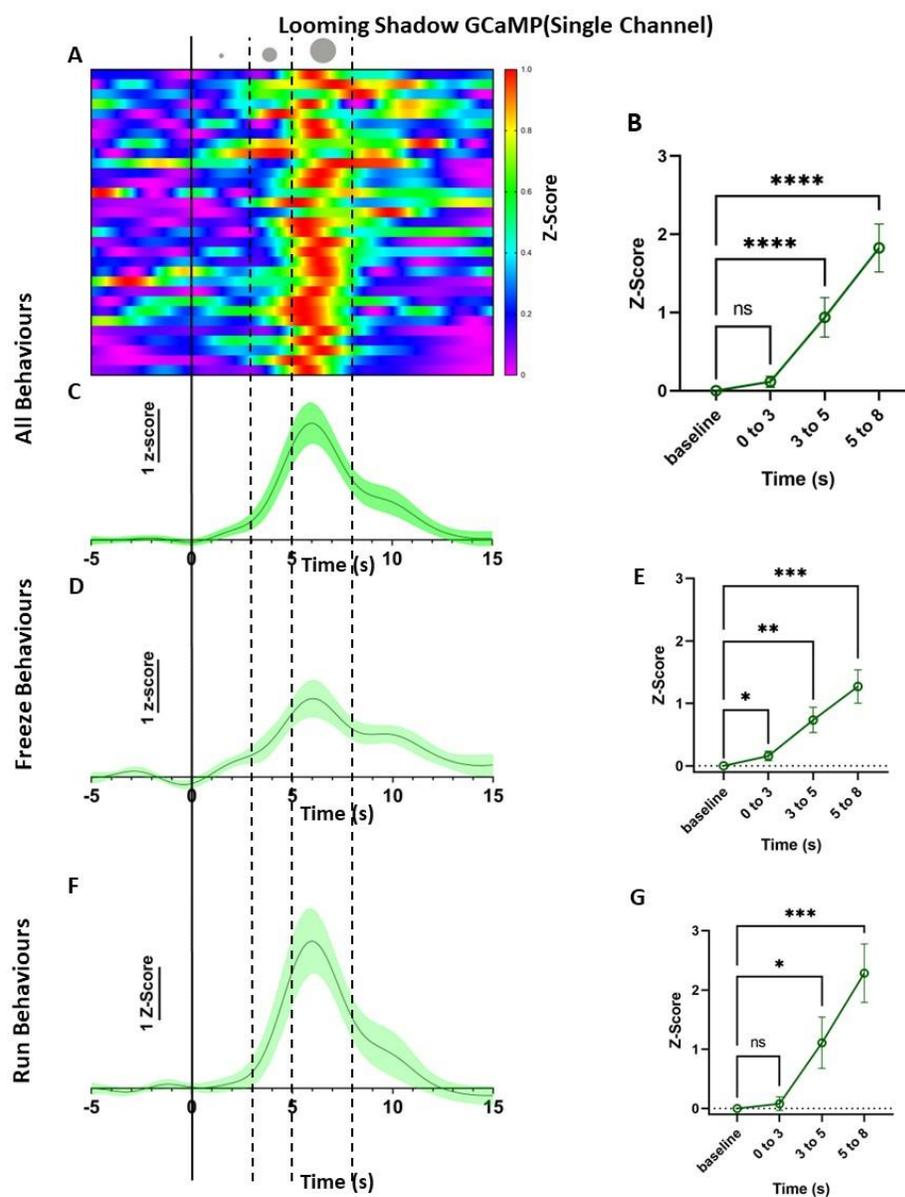 Looming Shadow GCaMP(Single Channel)
A
1.0
0.8
0.6
0.4
0.2
0
Z-Score
B
3
2
1
0
Z-Score
ns
****
****
baseline
0 to 3
3 to 5
5 to 8
Time (s)
All Behaviours
C
1 z-score
-5
0
5
10
15
Time (s)
Freeze Behaviours
D
1 z-score
-5
0
5
10
15
Time (s)
E
3
2
1
0
Z-Score
*
**
***
baseline
0 to 3
3 to 5
5 to 8
Time (s)
Run Behaviours
F
1 Z-Score
-5
0
5
10
15
Time (s)
G
3
2
1
0
Z-Score
ns
*
***
baseline
0 to 3
3 to 5
5 to 8
Time (s)